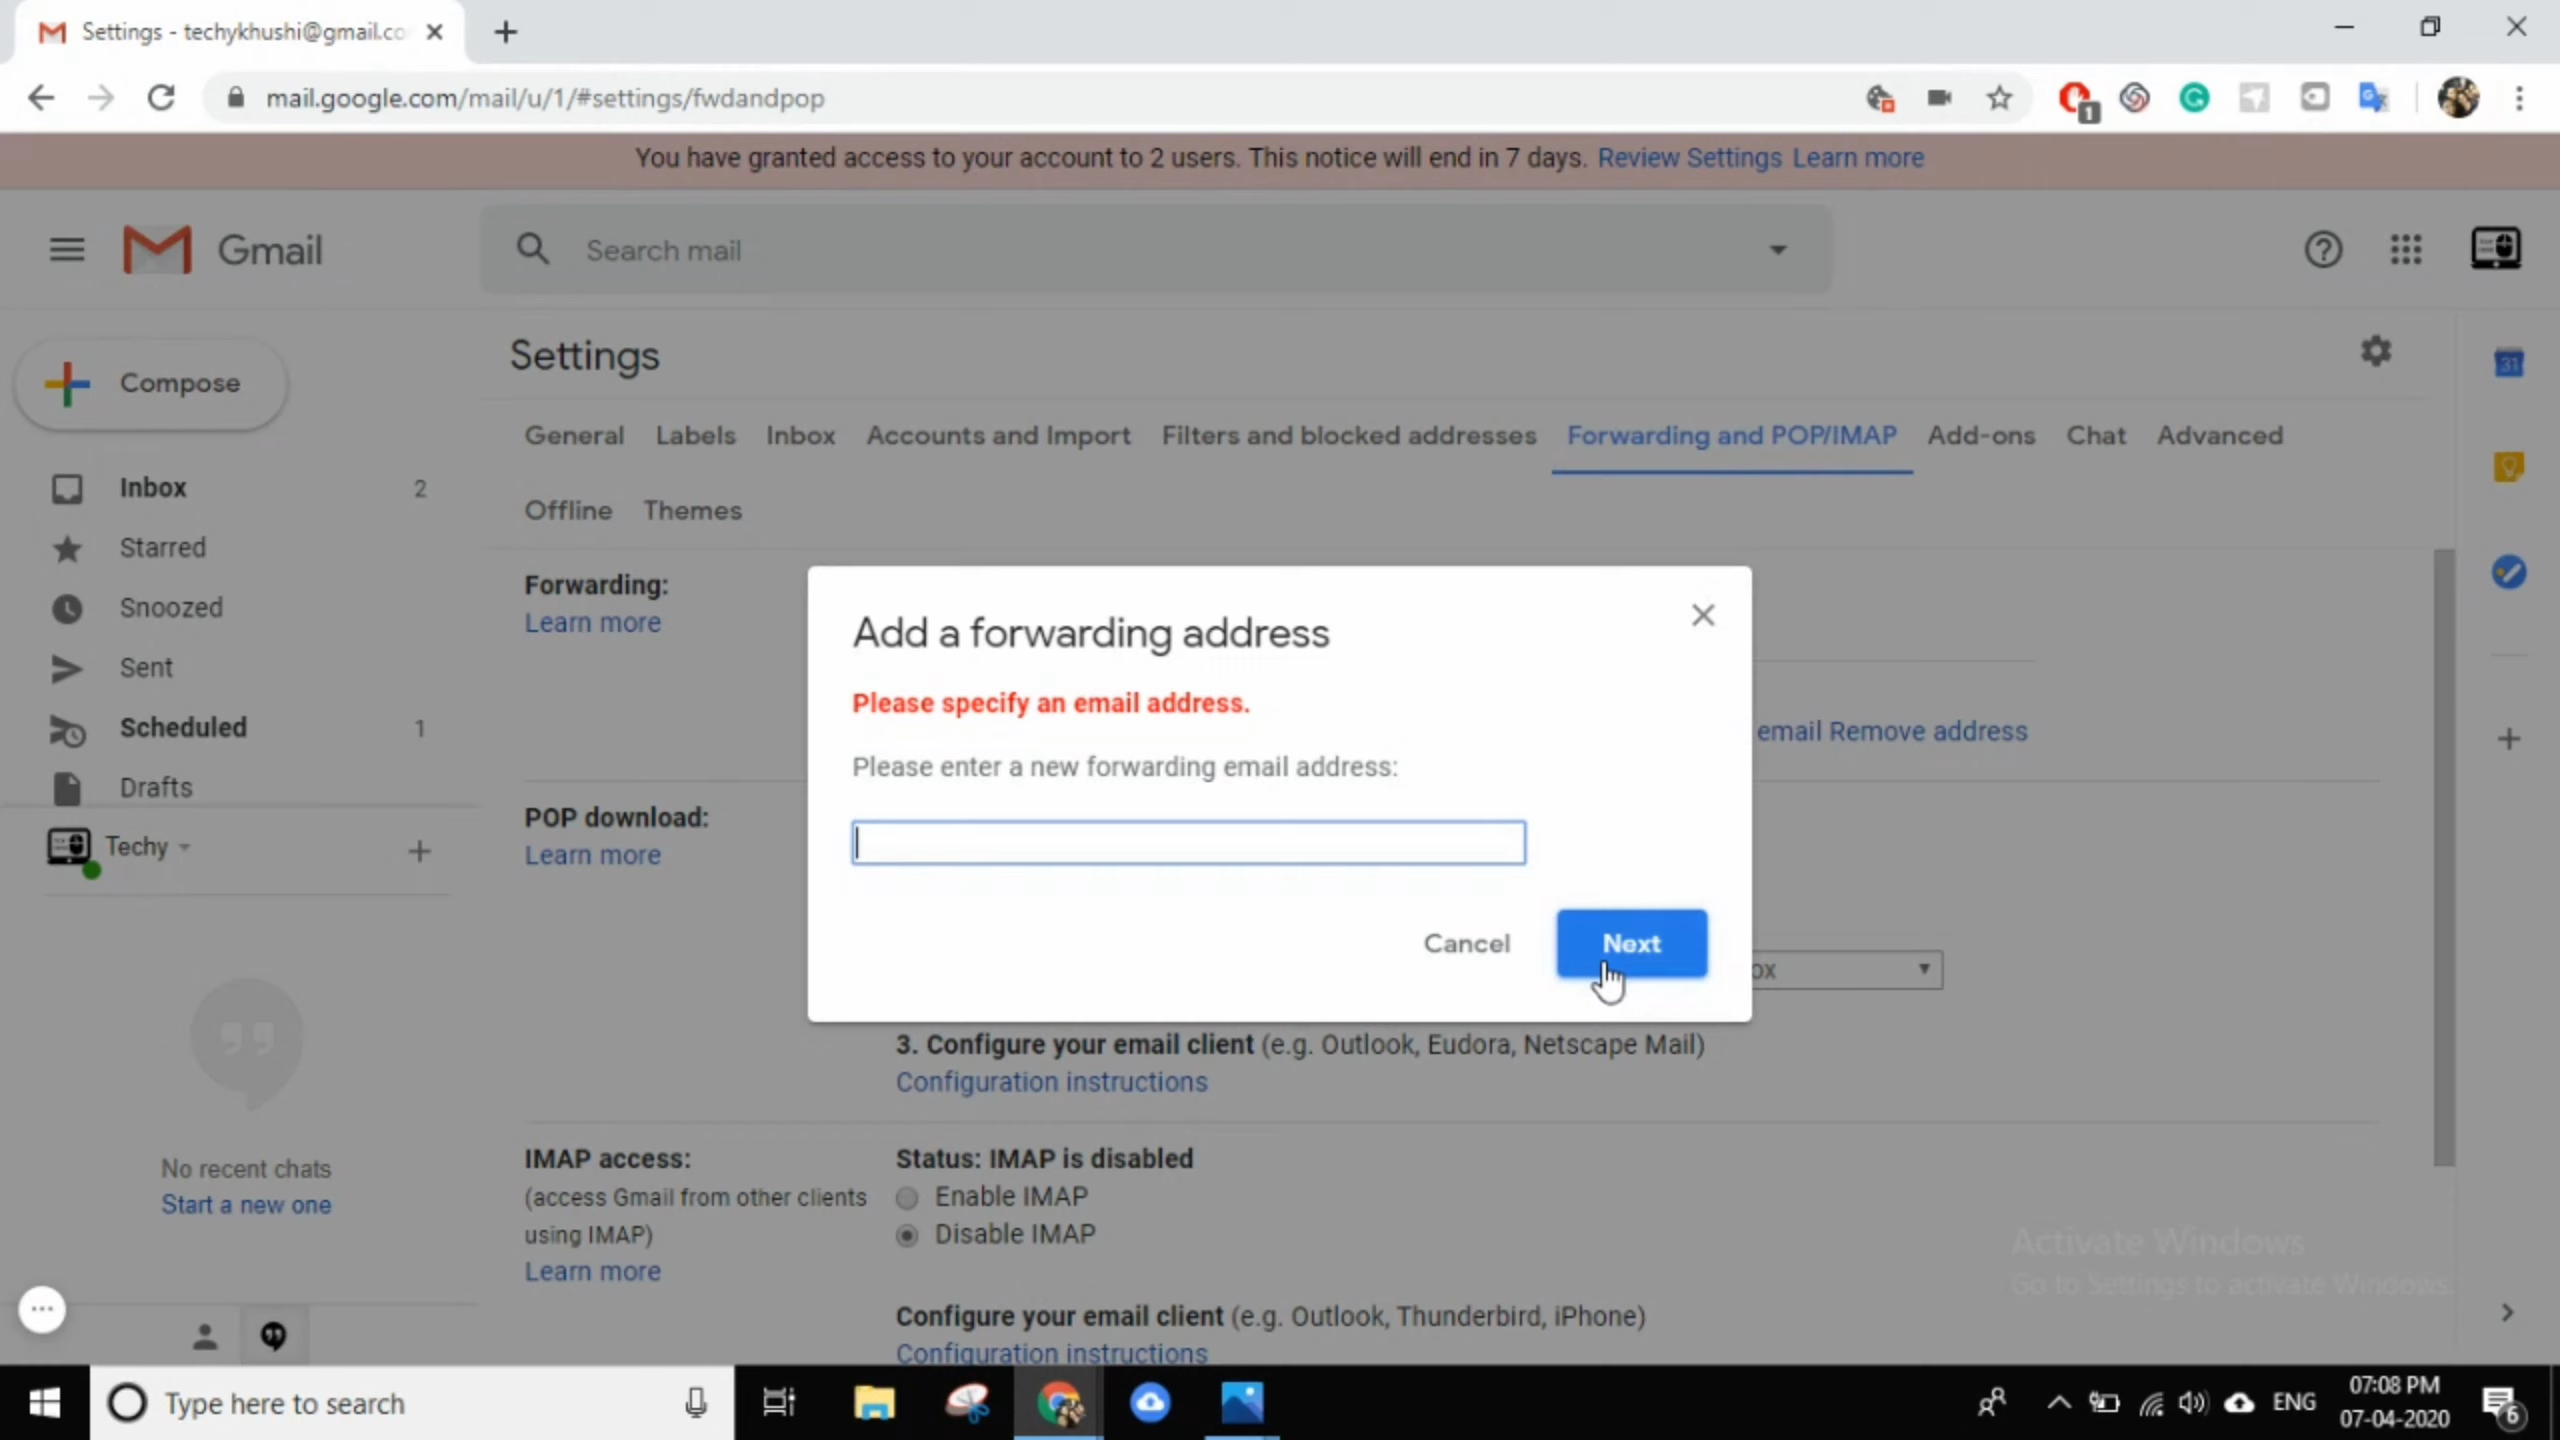 Settings - techykhushi@gmail.co
mail.google.com/mail/u/1/#settings/fwdandpop
1
You have granted access to your account to 2 users. This notice will end in 7 days. Review Settings Learn more
Gmail
Search mail
Settings
31
Compose
General Labels Inbox Accounts and Import Filters and blocked addresses Forwarding and POP/IMAP Add-ons Chat Advanced
Offline Themes
Inbox 2
Starred
Snoozed
Sent
Scheduled 1
Drafts
Techy
No recent chats
Start a new one
Forwarding:
Learn more
email Remove address
Add a forwarding address
Please specify an email address.
Please enter a new forwarding email address:
Cancel Next
POP download:
Learn more
ox
3. Configure your email client (e.g. Outlook, Eudora, Netscape Mail)
Configuration instructions
IMAP access:
(access Gmail from other clients
using IMAP)
Learn more
Status: IMAP is disabled
Enable IMAP
Disable IMAP
Configure your email client (e.g. Outlook, Thunderbird, iPhone)
Configuration instructions
Activate Windows
Go to Settings to activate Windows.
Type here to search
ENG
07:08 PM
07-04-2020
6